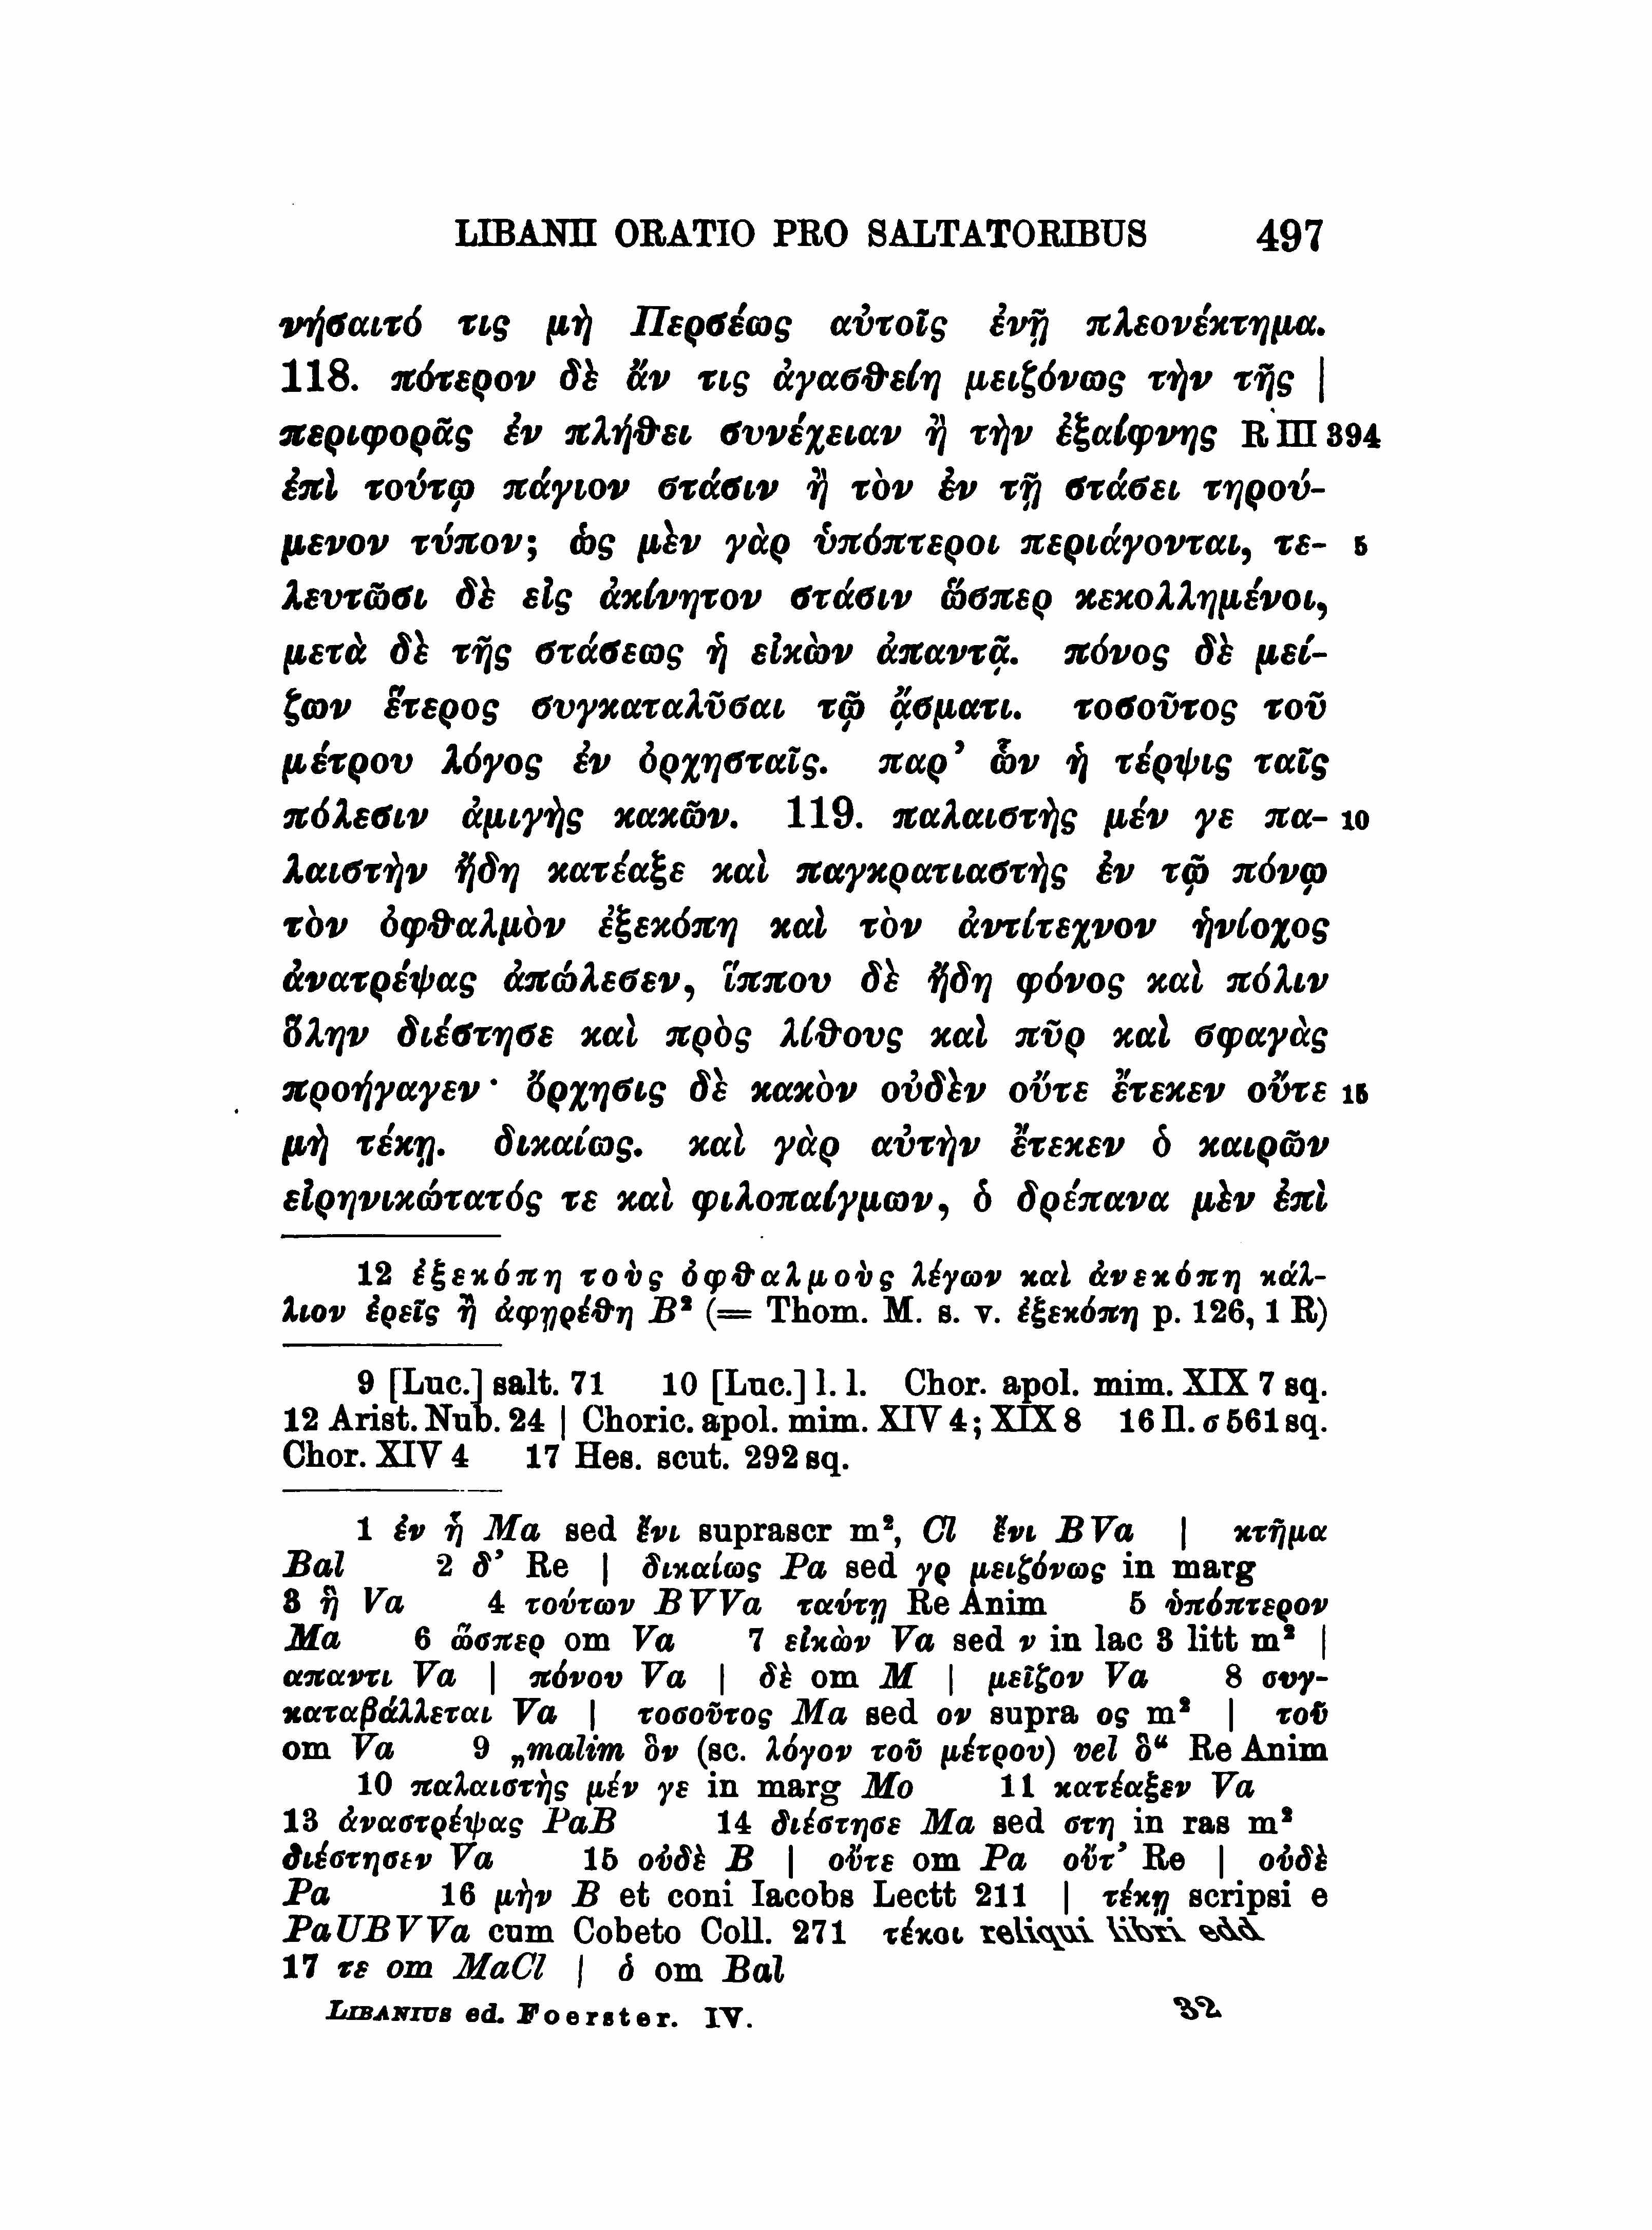 LIBANII ORATIO PRO SALTATORIBUS 497
νήσαιτό τις μὴ Περσέως αὐτοῖς ἐνῇ πλεονέκτημα.
118. πότερον δὲ ἄν τις ἀγασθείη μειζόνως τὴν τῆς |
περιφορᾶς ἐν πλήθει συνέχειαν ἢ τὴν ἐξαίφνης R III 394
ἐπὶ τούτῳ πάγιον στάσιν ἢ τὸν ἐν τῇ στάσει τηρού-
μενον τύπον; ὡς μὲν γὰρ ὑπόπτεροι περιάγονται, τε- 5
λευτῶσι δὲ εἰς ἀκίνητον στάσιν ὥσπερ κεκολλημένοι,
μετὰ δὲ τῆς στάσεως ἡ εἰκὼν ἀπαντᾷ. πόνος δὲ μεί-
ζων ἕτερος συγκαταλῦσαι τῷ ᾄσματι. τοσοῦτος τοῦ
μέτρου λόγος ἐν ὀρχησταῖς. παρ’ ὧν ἡ τέρψις ταῖς
πόλεσιν ἀμιγὴς κακῶν. 119. παλαιστὴς μέν γε πα- 10
λαιστὴν ἤδη κατέαξε καὶ παγκρατιαστὴς ἐν τῷ πόνῳ
τὸν ὀφθαλμὸν ἐξεκόπη καὶ τὸν ἀντίτεχνον ἡνίοχος
ἀνατρέψας ἀπώλεσεν, ἵππου δὲ ἤδη φόνος καὶ πόλιν
ὅλην διέστησε καὶ πρὸς λίθους καὶ πῦρ καὶ σφαγὰς
προήγαγεν· ὄρχησις δὲ κακὸν οὐδὲν οὔτε ἔτεκεν οὔτε 15
μὴ τέκῃ. δικαίως. καὶ γὰρ αὐτὴν ἔτεκεν ὁ καιρῶν
εἰρηνικώτατός τε καὶ φιλοπαίγμων, ὁ δρέπανα μὲν ἐπὶ
12 ἐξεκόπη τοὺς ὀφθαλμοὺς λέγων καὶ ἀνεκόπη κάλ-
λιον ἐρεῖς ἢ ἀφῃρέθη B² (= Thom. M. s. v. ἐξεκόπη p. 126, 1 R)
9 [Luc.] salt. 71 10 [Luc.] l. l. Chor. apol. mim. XIX 7 sq.
12 Arist. Nub. 24 | Choric. apol. mim. XIV 4; XIX 8 16 Il. σ 561 sq.
Chor. XIV 4 17 Hes. scut. 292 sq.
1 ἐν ᾗ Ma sed ἔνι suprascr m², Cl ἔνι BVa | κτῆμα
Bal 2 δ’ Re | δικαίως Pa sed γρ μειζόνως in marg
3 ἢ Va 4 τούτων BVVa ταύτῃ Re Anim 5 ὑπόπτερον
Ma 6 ὥσπερ om Va 7 εἰκὼν Va sed ν in lac 3 litt m² |
απαντι Va | πόνου Va | δὲ om M | μεῖζον Va 8 συγ-
καταβάλλεται Va | τοσοῦτος Ma sed ον supra ος m² | τοῦ
om Va 9 „malim ὃν (sc. λόγον τοῦ μέτρου) vel ὃ“ Re Anim
10 παλαιστὴς μέν γε in marg Mo 11 κατέαξεν Va
13 ἀναστρέψας PaB 14 διέστησε Ma sed στη in ras m²
διέστησεν Va 15 οὐδὲ B | οὔτε om Pa οὔτ’ Re | οὐδὲ
Pa 16 μὴν B et coni Iacobs Lectt 211 | τέκῃ scripsi e
PaUBVVa cum Cobeto Coll. 271 τέκοι reliqui libri edd
17 τε om MaCl | ὁ om Bal
LIBANIUS ed. Foerster. IV. 32